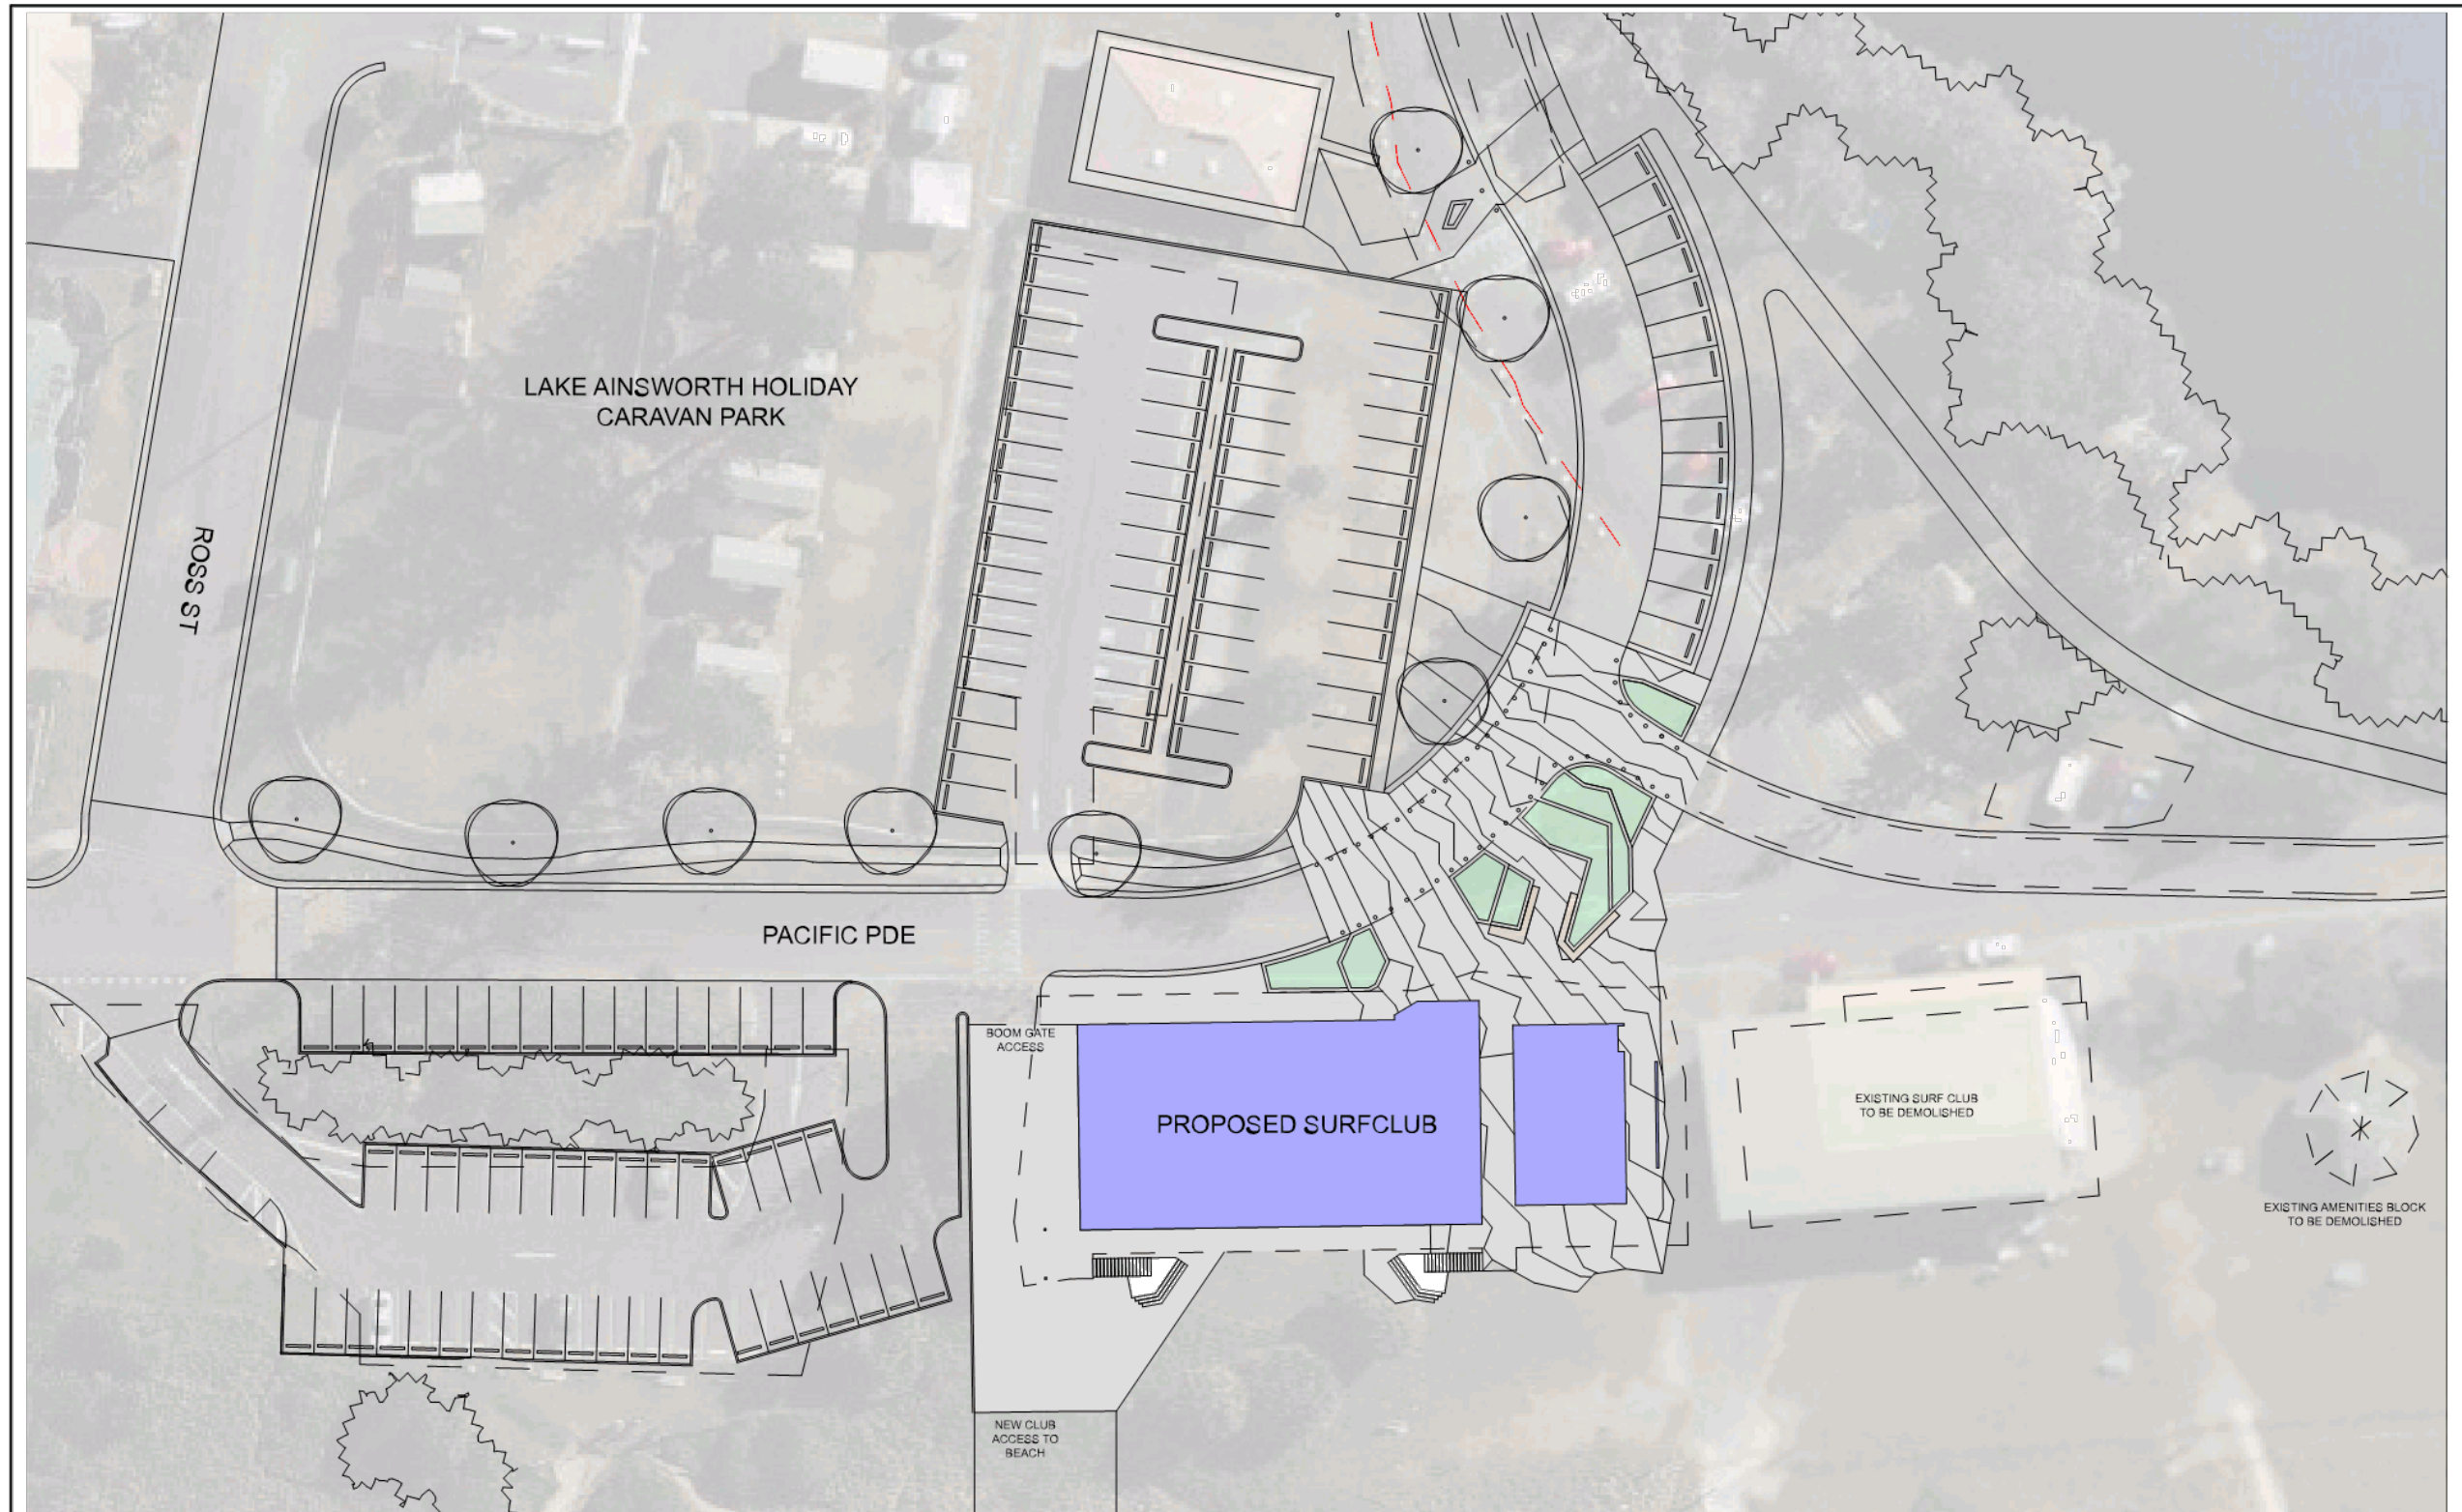 LAKE AINSWORTH HOLIDAY
CARAVAN PARK
ROSS ST
PACIFIC PDE
BOOM GATE
ACCESS
PROPOSED SURFCLUB
EXISTING SURF CLUB
TO BE DEMOLISHED
EXISTING AMENITIES BLOCK
TO BE DEMOLISHED
NEW CLUB
ACCESS TO
BEACH